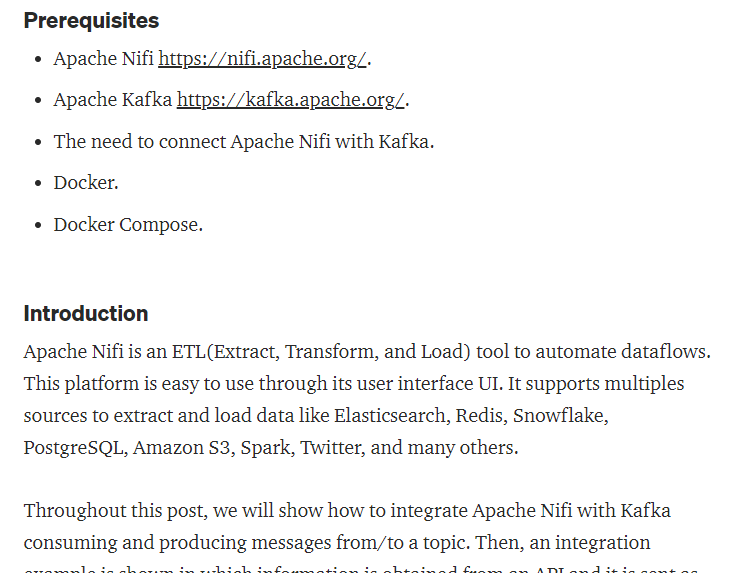 Prerequisites
• Apache Nifi https://nifi.apache.org/.
• Apache Kafka https://kafka.apache.org/.
• The need to connect Apache Nifi with Kafka.
• Docker.
• Docker Compose.
Introduction
Apache Nifi is an ETL(Extract, Transform, and Load) tool to automate dataflows.
This platform is easy to use through its user interface UI. It supports multiples
sources to extract and load data like Elasticsearch, Redis, Snowflake,
PostgreSQL, Amazon S3, Spark, Twitter, and many others.
Throughout this post, we will show how to integrate Apache Nifi with Kafka
consuming and producing messages from/to a topic. Then, an integration
example is shown in which information is obtained from an API and it is sent as